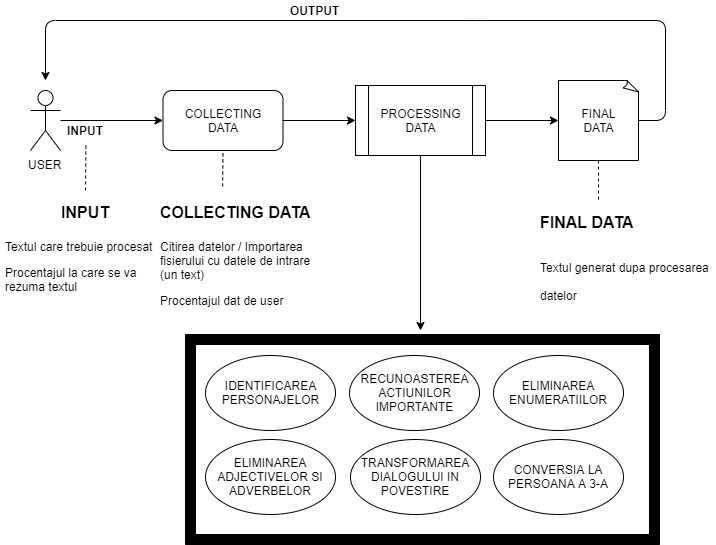 OUTPUT
INPUT
USER
COLLECTING
DATA
PROCESSING
DATA
FINAL
DATA
INPUT
Textul care trebuie procesat
Procentajul la care se va
rezuma textul
COLLECTING DATA
Citirea datelor / Importarea
fisierului cu datele de intrare
(un text)
Procentajul dat de user
FINAL DATA
Textul generat dupa procesarea
datelor
IDENTIFICAREA
PERSONAJELOR
RECUNOASTEREA
ACTIUNILOR
IMPORTANTE
ELIMINAREA
ENUMERATIILOR
ELIMINAREA
ADJECTIVELOR SI
ADVERBELOR
TRANSFORMAREA
DIALOGULUI IN
POVESTIRE
CONVERSIA LA
PERSOANA A 3-A